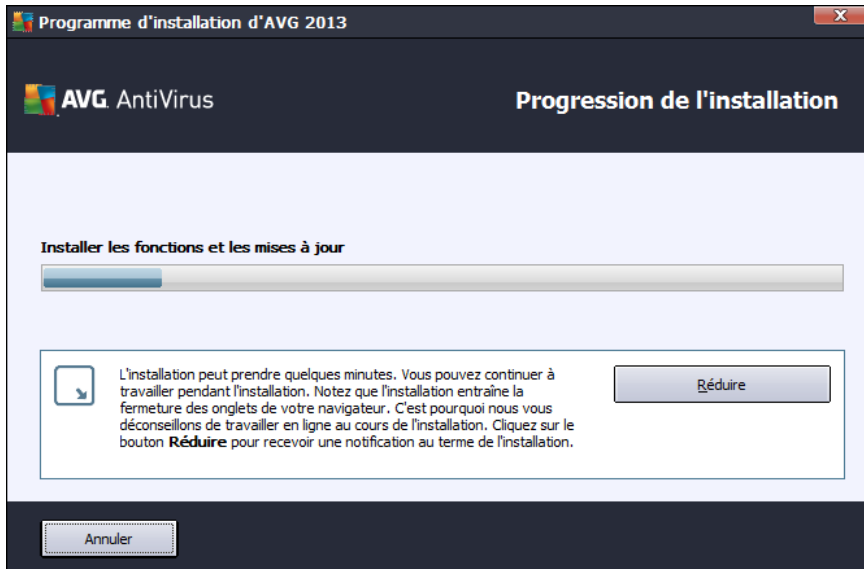 Programme d'installation d'AVG 2013
x
AVG. AntiVirus
Progression de l'installation
Installer les fonctions et les mises à jour
L'installation peut prendre quelques minutes. Vous pouvez continuer à
travailler pendant l'installation. Notez que l'installation entraîne la
fermeture des onglets de votre navigateur. C'est pourquoi nous vous
déconseillons de travailler en ligne au cours de l'installation. Cliquez sur le
bouton Réduire pour recevoir une notification au terme de l'installation.
Réduire
Annuler